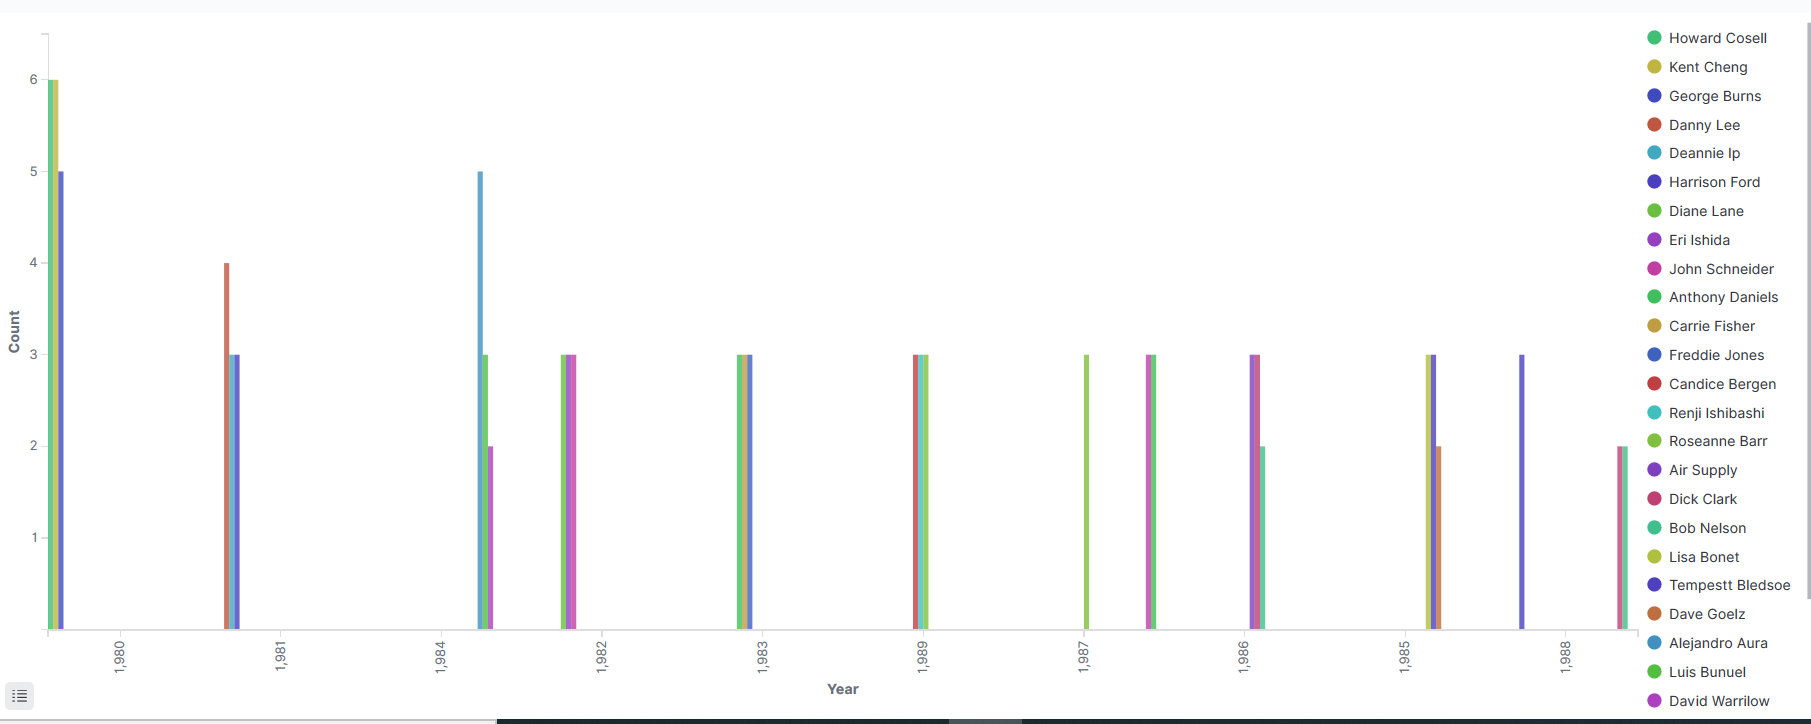 6
5
4
3
2
1
Count
1,980
1,981
1,984
1,982
1,983
1,989
1,987
1,986
1,985
1,988
Year
Howard Cosell
Kent Cheng
George Burns
Danny Lee
Deannie Ip
Harrison Ford
Diane Lane
Eri Ishida
John Schneider
Anthony Daniels
Carrie Fisher
Freddie Jones
Candice Bergen
Renji Ishibashi
Roseanne Barr
Air Supply
Dick Clark
Bob Nelson
Lisa Bonet
Tempestt Bledsoe
Dave Goelz
Alejandro Aura
Luis Bunuel
David Warrilow